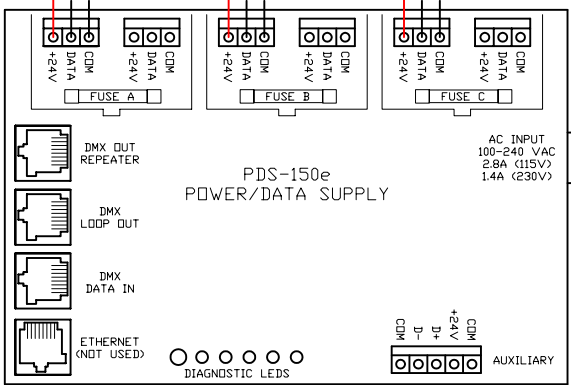 +24V DATA COM +24V DATA COM
FUSE A
+24V DATA COM +24V DATA COM
FUSE B
+24V DATA COM +24V DATA COM
FUSE C
DMX OUT
REPEATER
DMX
LOOP OUT
DMX
DATA IN
ETHERNET
(NOT USED)
PDS-150e
POWER/DATA SUPPLY
AC INPUT
100-240 VAC
2.8A (115V)
1.4A (230V)
DIAGNOSTIC LEDS
COM D- D+ +24V COM
AUXILIARY